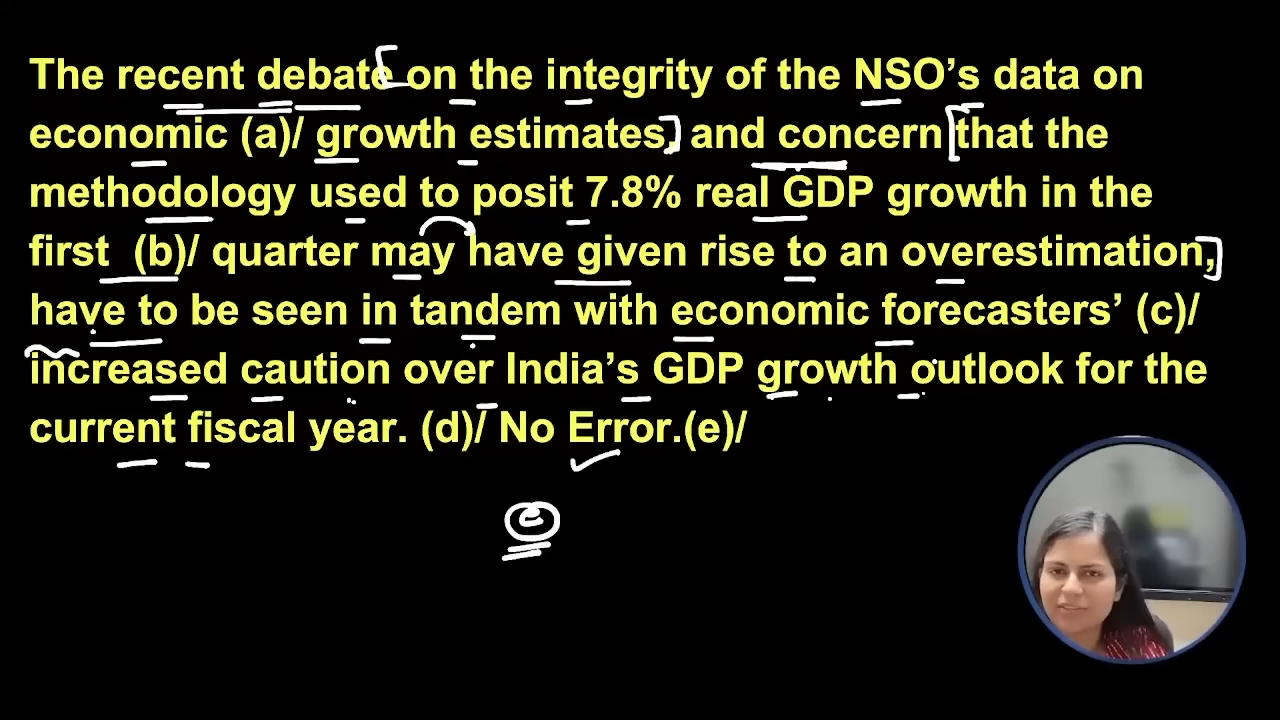 The recent debate on the integrity of the NSO’s data on
economic (a)/ growth estimates, and concern that the
methodology used to posit 7.8% real GDP growth in the
first (b)/ quarter may have given rise to an overestimation,
have to be seen in tandem with economic forecasters’ (c)/
increased caution over India’s GDP growth outlook for the
current fiscal year. (d)/ No Error.(e)/
e